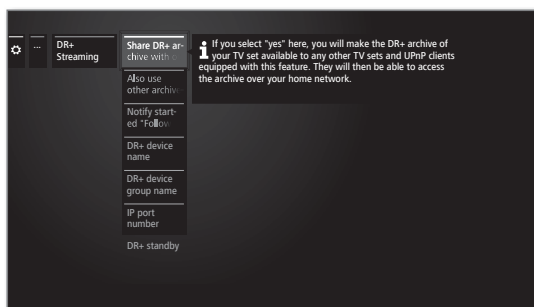 ...
DR+
Streaming
Share DR+ ar-
chive with o
Also use
other archive
Notify start-
ed "Follow
DR+ device
name
DR+ device
group name
IP port
number
DR+ standby
i If you select "yes" here, you will make the DR+ archive of
your TV set available to any other TV sets and UPnP clients
equipped with this feature. They will then be able to access
the archive over your home network.